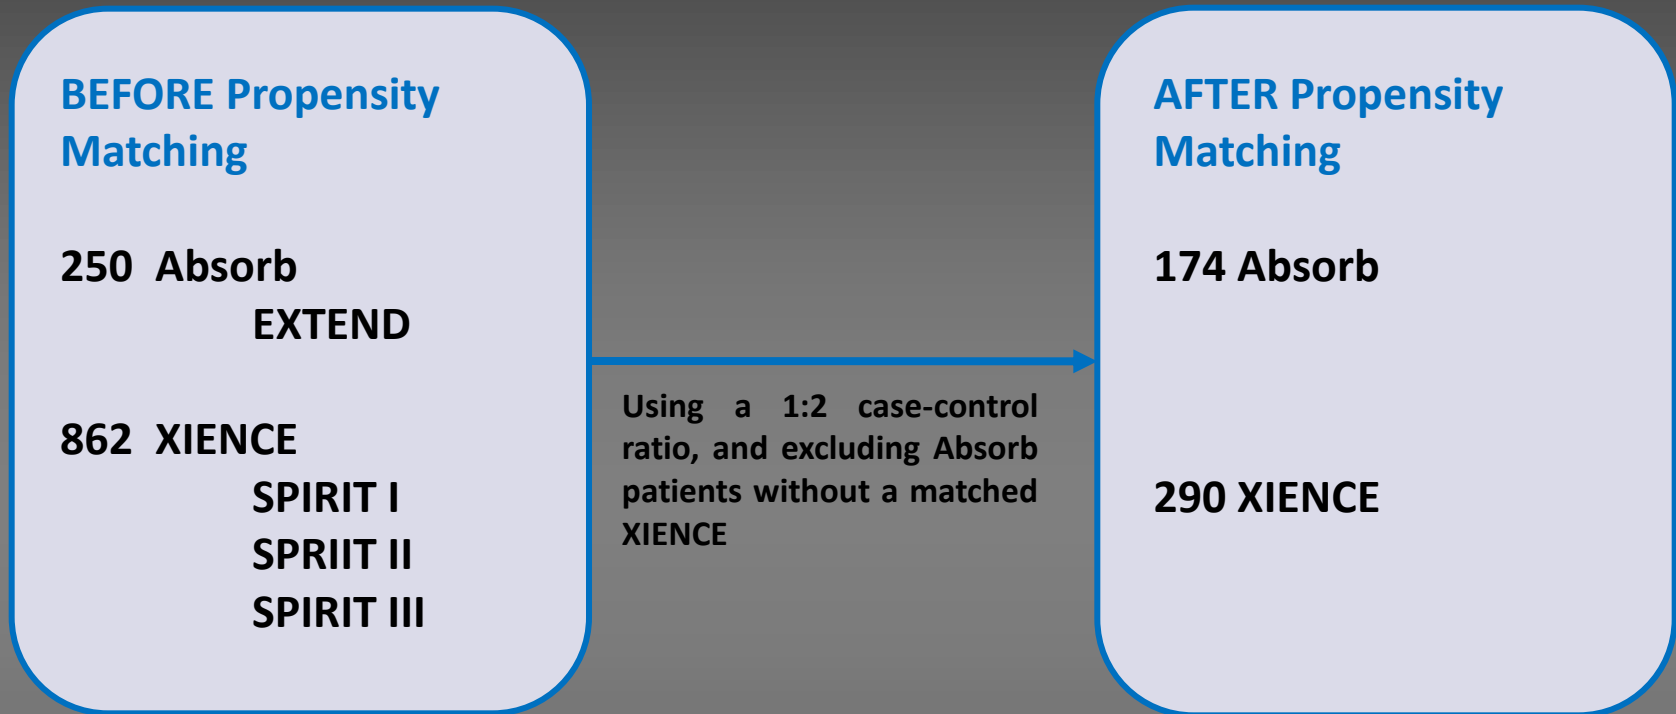 BEFORE Propensity
Matching
250 Absorb
EXTEND
862 XIENCE
SPIRIT I
SPRIIT II
SPIRIT III
Using a 1:2 case-control
ratio, and excluding Absorb
patients without a matched
XIENCE
AFTER Propensity
Matching
174 Absorb
290 XIENCE